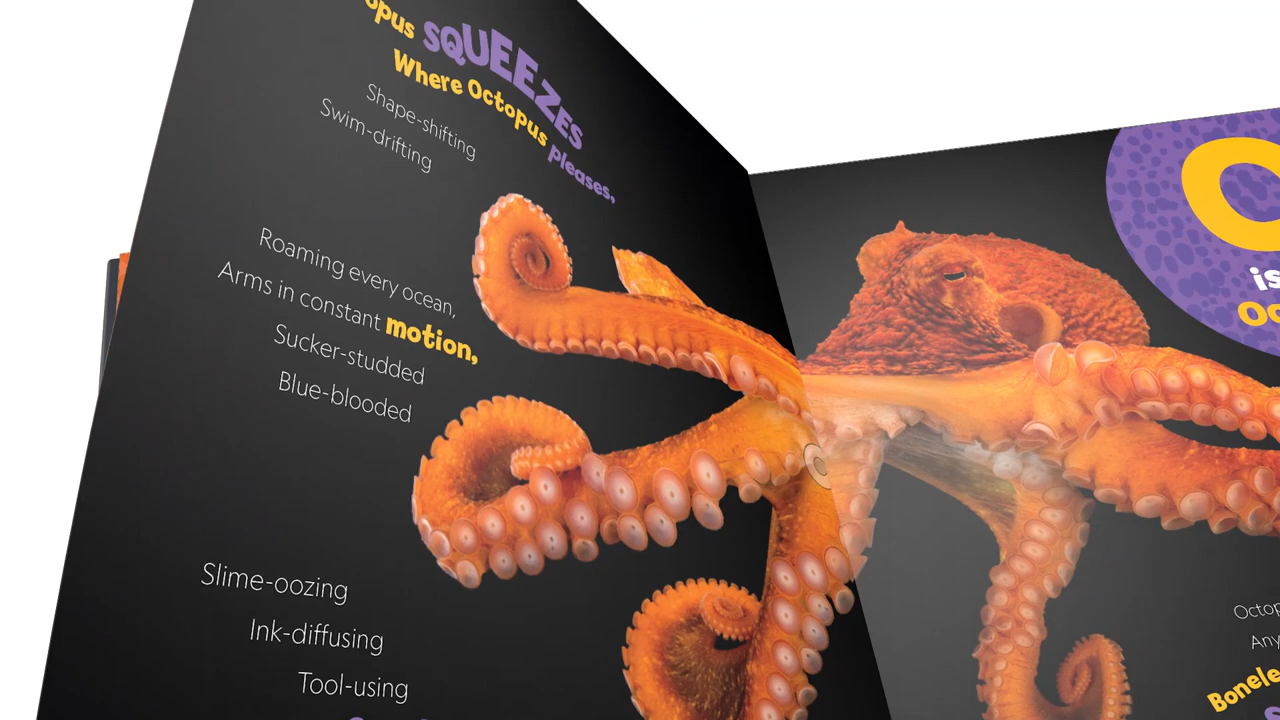 SQUEEZES
Where Octopus pleases,
Shape-shifting
Swim-drifting
Roaming every ocean,
Arms in constant motion,
Sucker-studded
Blue-blooded
Slime-oozing
Ink-diffusing
Tool-using
is